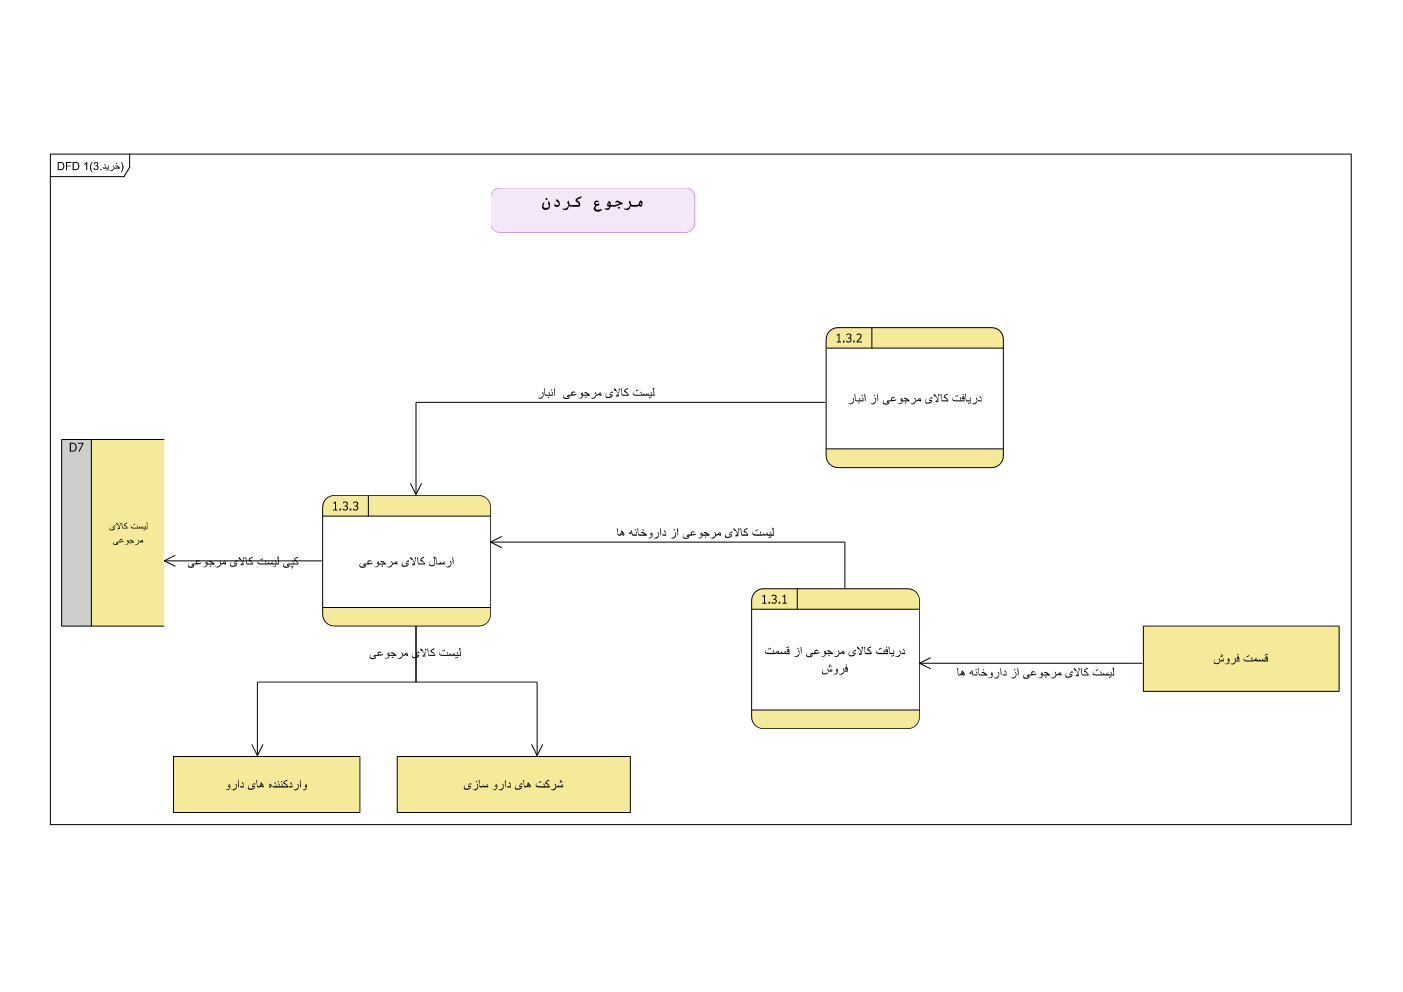 DFD 1(خرید.3)
مرجوع کردن
1.3.2
دریافت کالای مرجوعی از انبار
لیست کالای مرجوعی انبار
D7
لیست کالای
مرجوعی
1.3.3
ارسال کالای مرجوعی
کپی لیست کالای مرجوعی
لیست کالای مرجوعی از داروخانه ها
1.3.1
دریافت کالای مرجوعی از قسمت
فروش
قسمت فروش
لیست کالای مرجوعی از داروخانه ها
لیست کالای مرجوعی
شرکت های دارو سازی
واردکننده های دارو